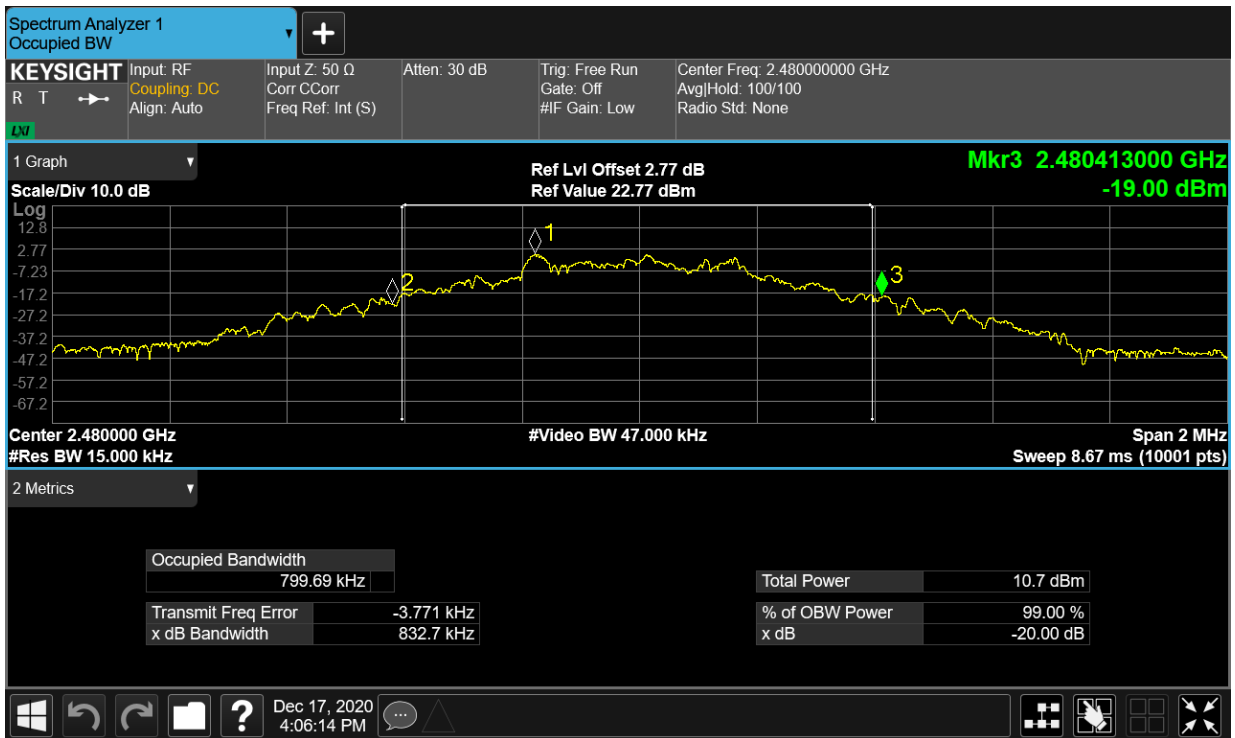 Spectrum Analyzer 1
Occupied BW
KEYSIGHT
R T
LXI
Input: RF
Coupling: DC
Align: Auto
Input Z: 50 Ω
Corr CCorr
Freq Ref: Int (S)
Atten: 30 dB
Trig: Free Run
Gate: Off
#IF Gain: Low
Center Freq: 2.480000000 GHz
Avg|Hold: 100/100
Radio Std: None
1 Graph
Scale/Div 10.0 dB
Ref Lvl Offset 2.77 dB
Ref Value 22.77 dBm
Mkr3 2.480413000 GHz
-19.00 dBm
Log
12.8
2.77
-7.23
-17.2
-27.2
-37.2
-47.2
-57.2
-67.2
1
2
3
Center 2.480000 GHz
#Video BW 47.000 kHz
Span 2 MHz
#Res BW 15.000 kHz
Sweep 8.67 ms (10001 pts)
2 Metrics
Occupied Bandwidth
799.69 kHz
Total Power 10.7 dBm
Transmit Freq Error -3.771 kHz
% of OBW Power 99.00 %
x dB Bandwidth 832.7 kHz
x dB -20.00 dB
?
Dec 17, 2020
4:06:14 PM